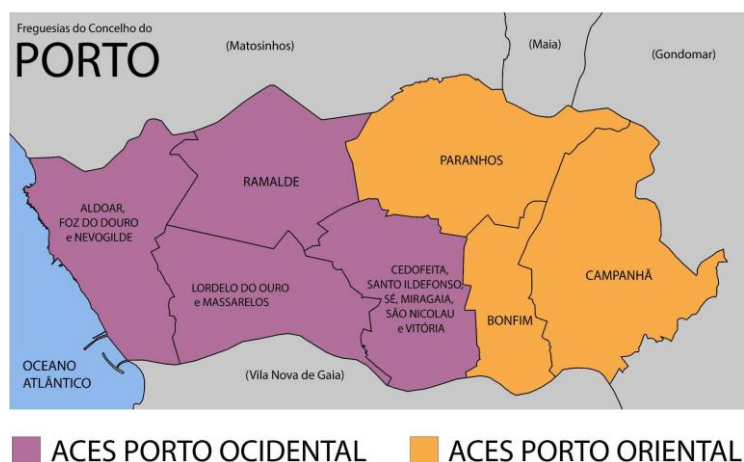 Freguesias do Concelho do
PORTO
(Matosinhos)
(Maia)
(Gondomar)
PARANHOS
RAMALDE
ALDOAR,
FOZ DO DOURO
e NEVOGILDE
CEDOFEITA,
SANTO ILDEFONSO,
SÉ, MIRAGAIA,
SÃO NICOLAU
e VITÓRIA
CAMPANHÃ
LORDELO DO OURO
e MASSARELOS
BONFIM
OCEANO
ATLÂNTICO
(Vila Nova de Gaia)
ACES PORTO OCIDENTAL
ACES PORTO ORIENTAL